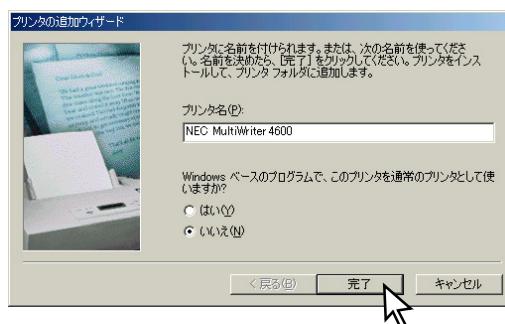 プリンタの追加ウィザード
プリンタに名前を付けられます。または、次の名前を使ってくださ
い。名前を決めたら、[完了] をクリックしてください。プリンタをインス
トールして、プリンタ フォルダに追加します。
プリンタ名(P):
NEC MultiWriter 4600
Windows ベースのプログラムで、このプリンタを通常のプリンタとして使
いますか?
はい(Y)
いいえ(N)
< 戻る(B)
完了
キャンセル